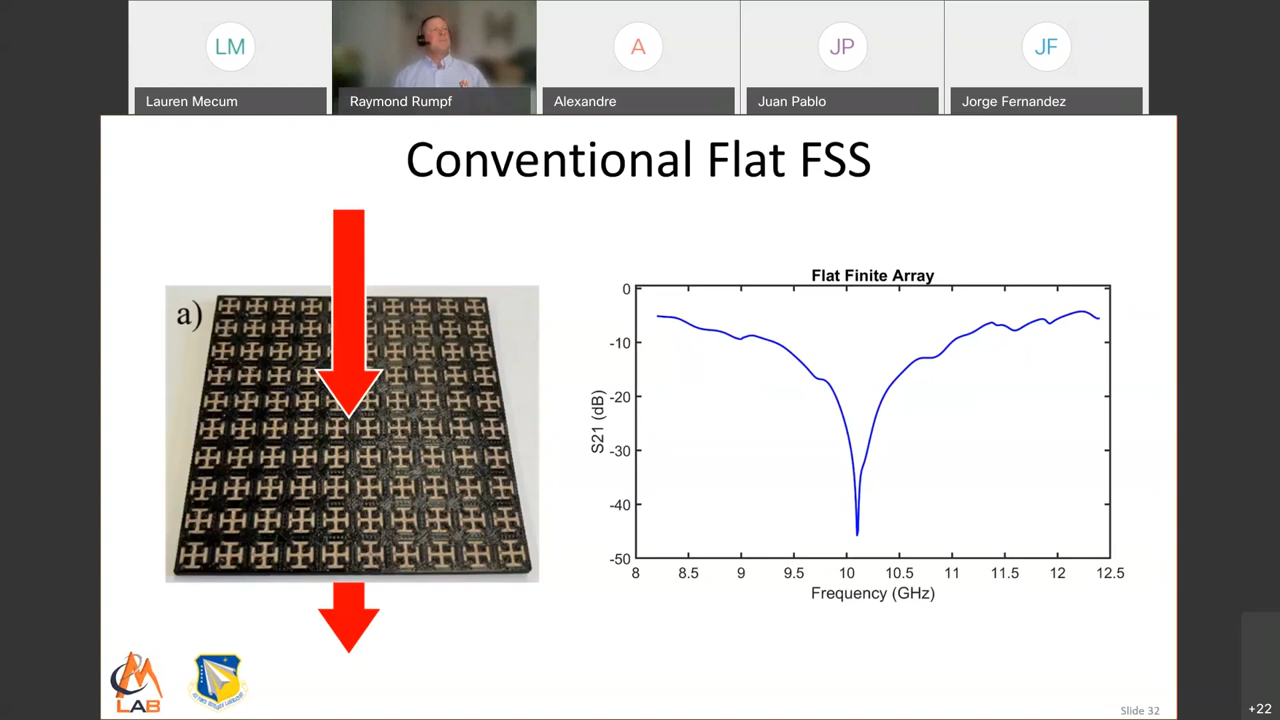 LM
A
JP
JF
Lauren Mecum
Raymond Rumpf
Alexandre
Juan Pablo
Jorge Fernandez
Conventional Flat FSS
a)
Flat Finite Array
0
-10
-20
-30
-40
-50
S21 (dB)
8 8.5 9 9.5 10 10.5 11 11.5 12 12.5
Frequency (GHz)
LAB
Slide 32
+22